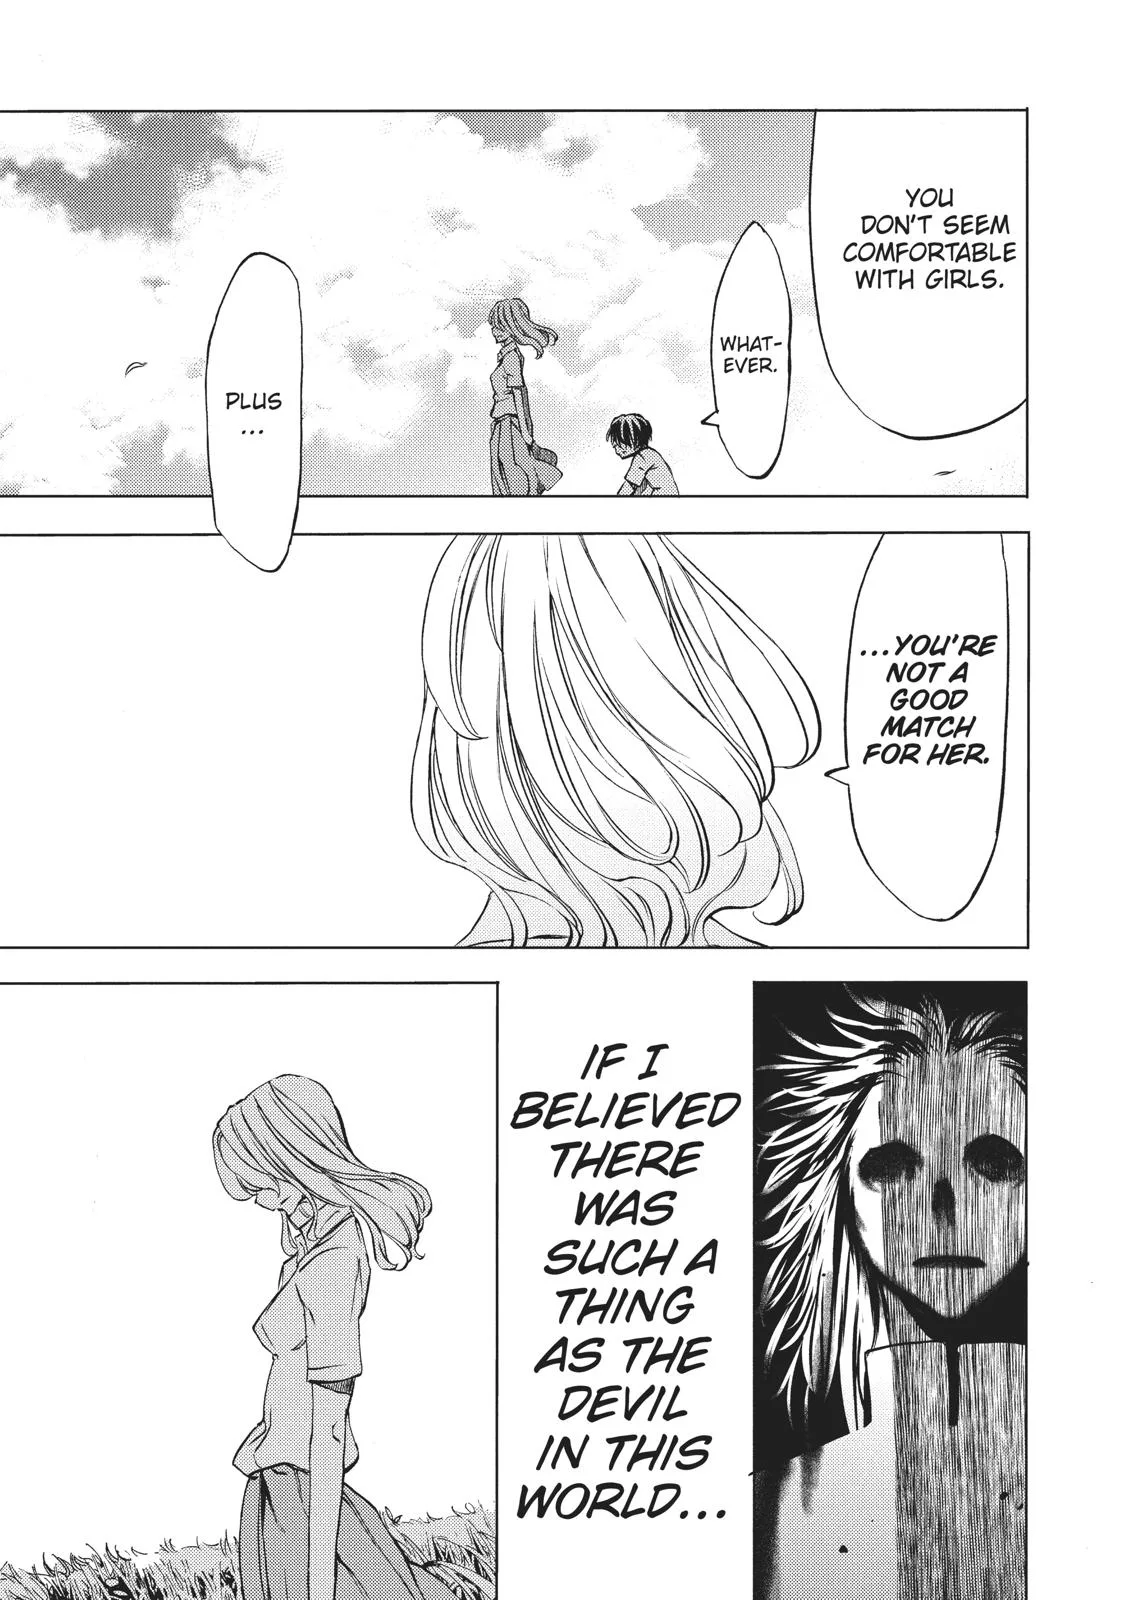 YOU
DON'T SEEM
COMFORTABLE
WITH GIRLS.
WHAT-
EVER.
PLUS
...
...YOU'RE
NOT A
GOOD
MATCH
FOR HER.
IF I
BELIEVED
THERE
WAS
SUCH A
THING
AS THE
DEVIL
IN THIS
WORLD...